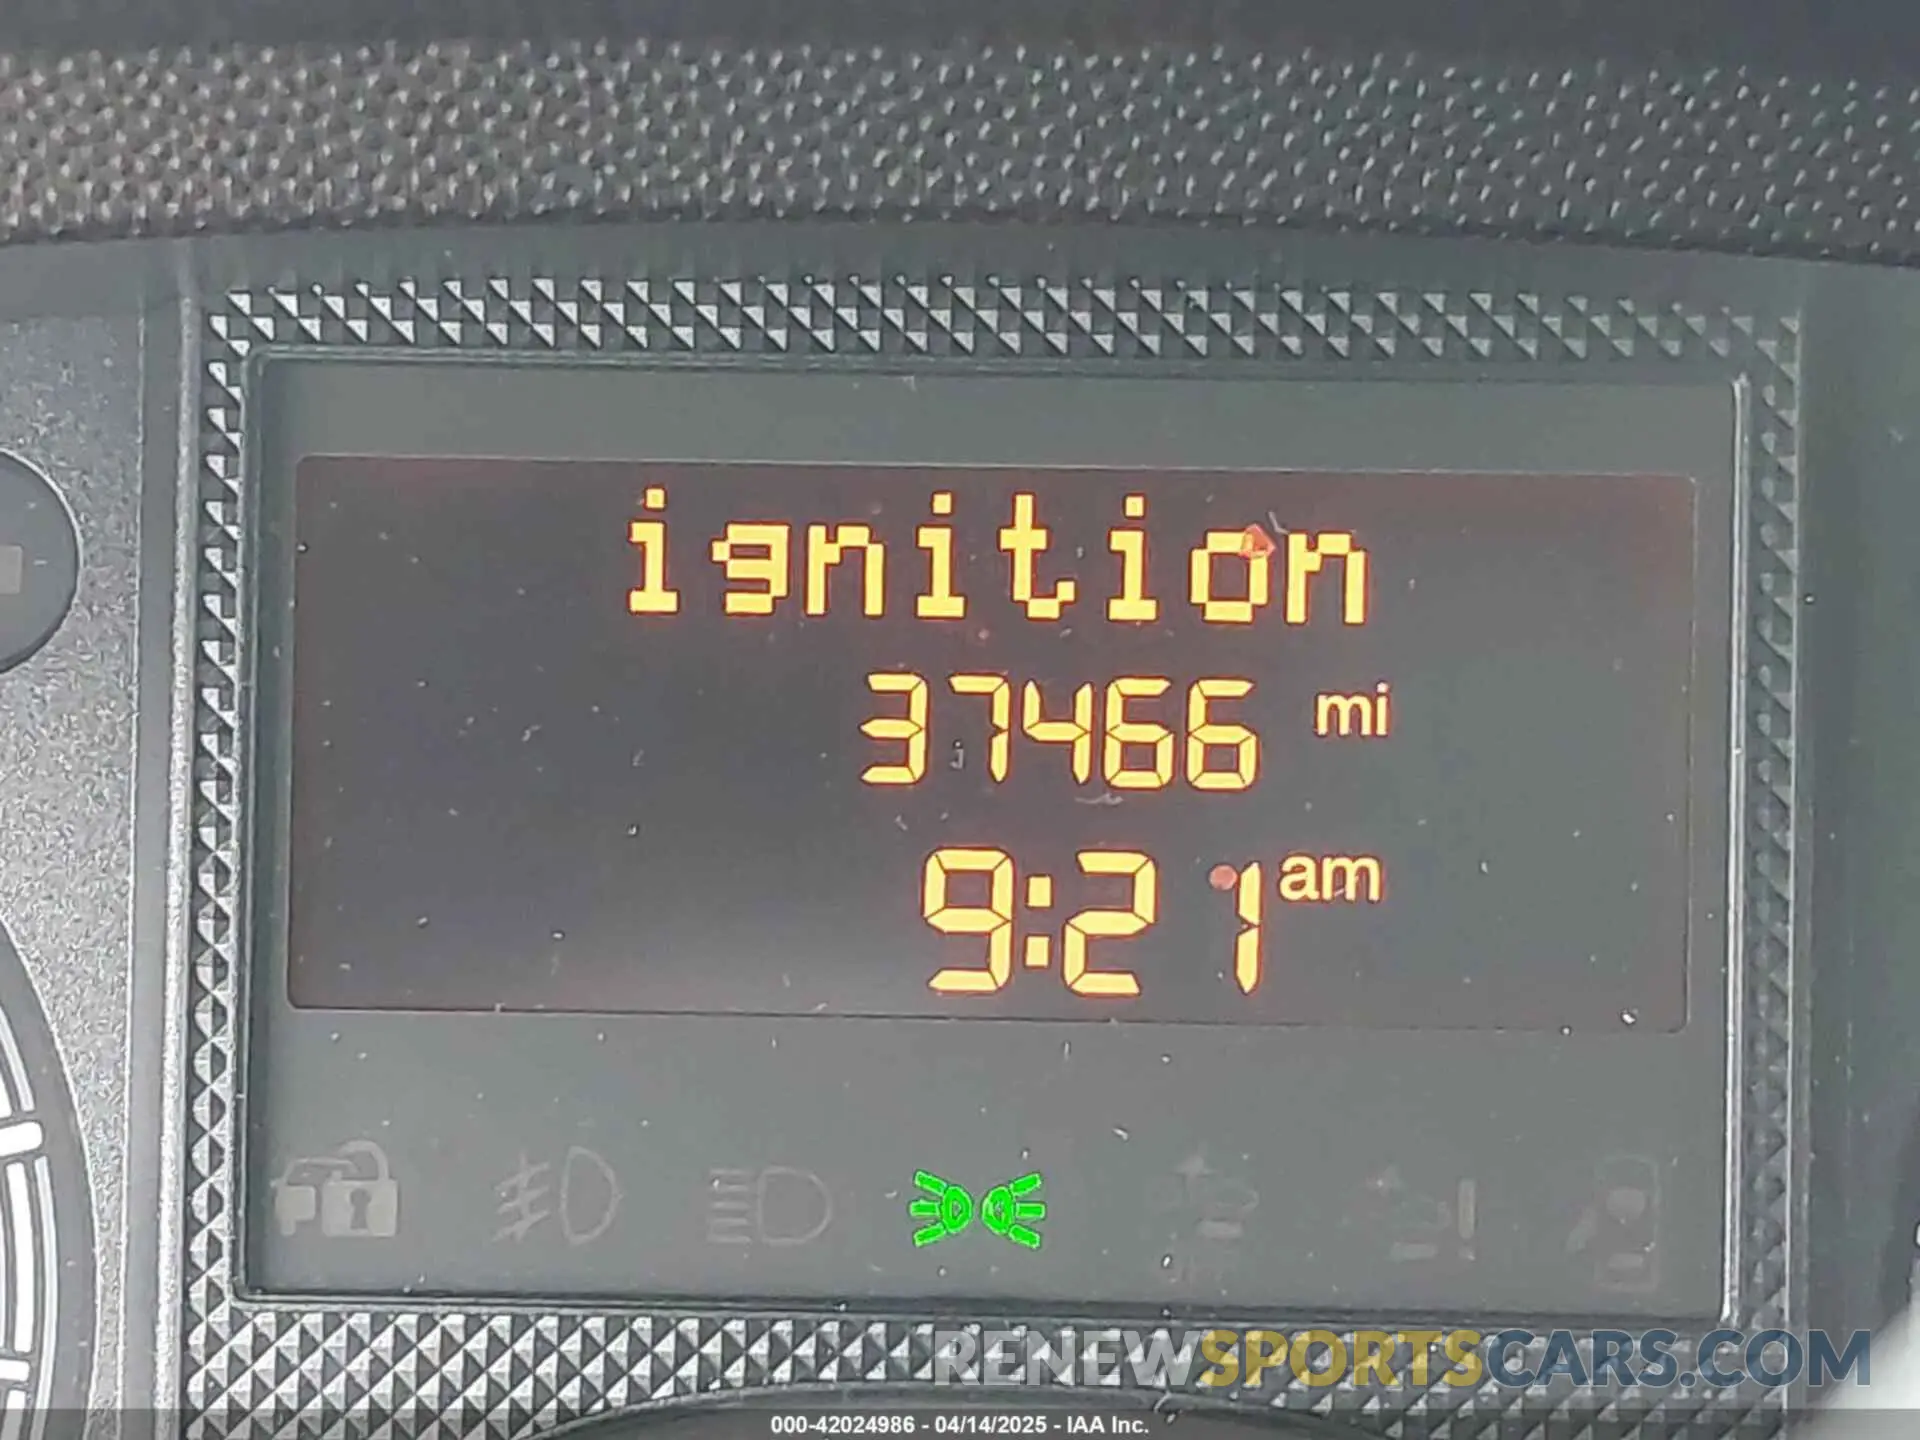 ignition
37466 mi
9:21 am
RENEWSPORTSCARS.COM
000-42024986 - 04/14/2025 - IAA Inc.